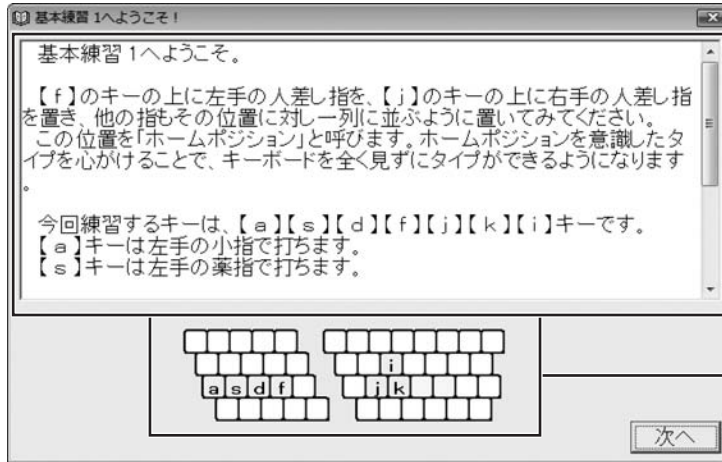 基本練習 1へようこそ！
基本練習 1へようこそ。
【ｆ】のキーの上に左手の人差し指を、【ｊ】のキーの上に右手の人差し指
を置き、他の指もその位置に対し一列に並ぶように置いてみてください。
この位置を「ホームポジション」と呼びます。ホームポジションを意識したタ
イプを心がけることで、キーボードを全く見ずにタイプができるようになります
。
今回練習するキーは、【ａ】【ｓ】【ｄ】【ｆ】【ｊ】【ｋ】【ｉ】キーです。
【ａ】キーは左手の小指で打ちます。
【ｓ】キーは左手の薬指で打ちます。
i
a s d f j k
次へ